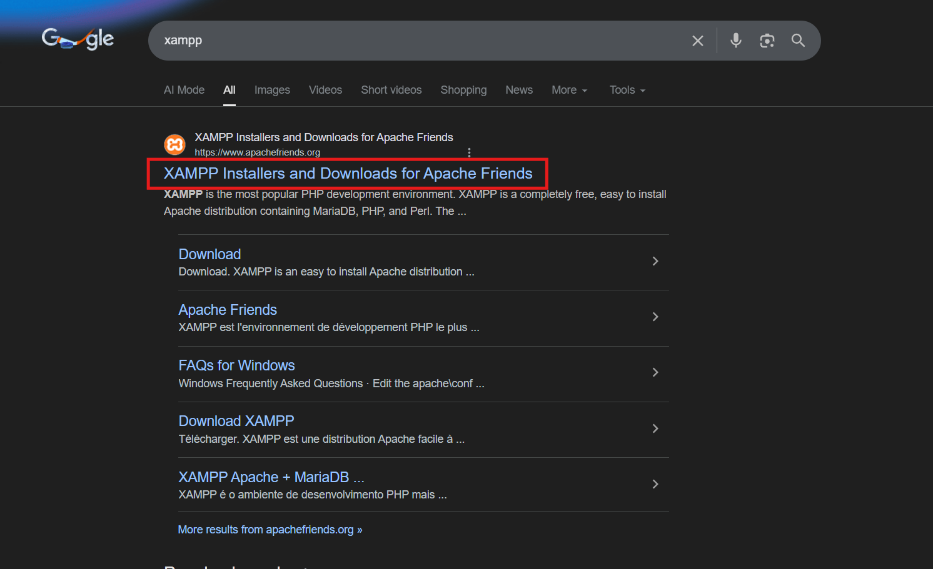 Google
xampp
AI Mode All Images Videos Short videos Shopping News More Tools
XAMPP Installers and Downloads for Apache Friends
https://www.apachefriends.org
XAMPP Installers and Downloads for Apache Friends
XAMPP is the most popular PHP development environment. XAMPP is a completely free, easy to install
Apache distribution containing MariaDB, PHP, and Perl. The ...
Download
Download. XAMPP is an easy to install Apache distribution ...
Apache Friends
XAMPP est l'environnement de développement PHP le plus ...
FAQs for Windows
Windows Frequently Asked Questions · Edit the apache\conf ...
Download XAMPP
Télécharger. XAMPP est une distribution Apache facile à ...
XAMPP Apache + MariaDB ...
XAMPP é o ambiente de desenvolvimento PHP mais ...
More results from apachefriends.org »